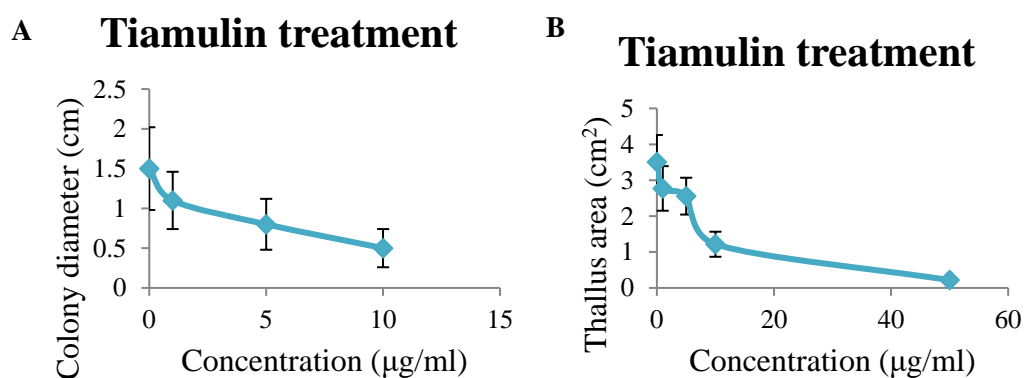 A
Tiamulin treatment
2.5
2
1.5
1
0.5
0
0
5
10
15
Colony diameter (cm)
Concentration (μg/ml)
B
Tiamulin treatment
5
4
3
2
1
0
0
20
40
60
Thallus area (cm²)
Concentration (μg/ml)